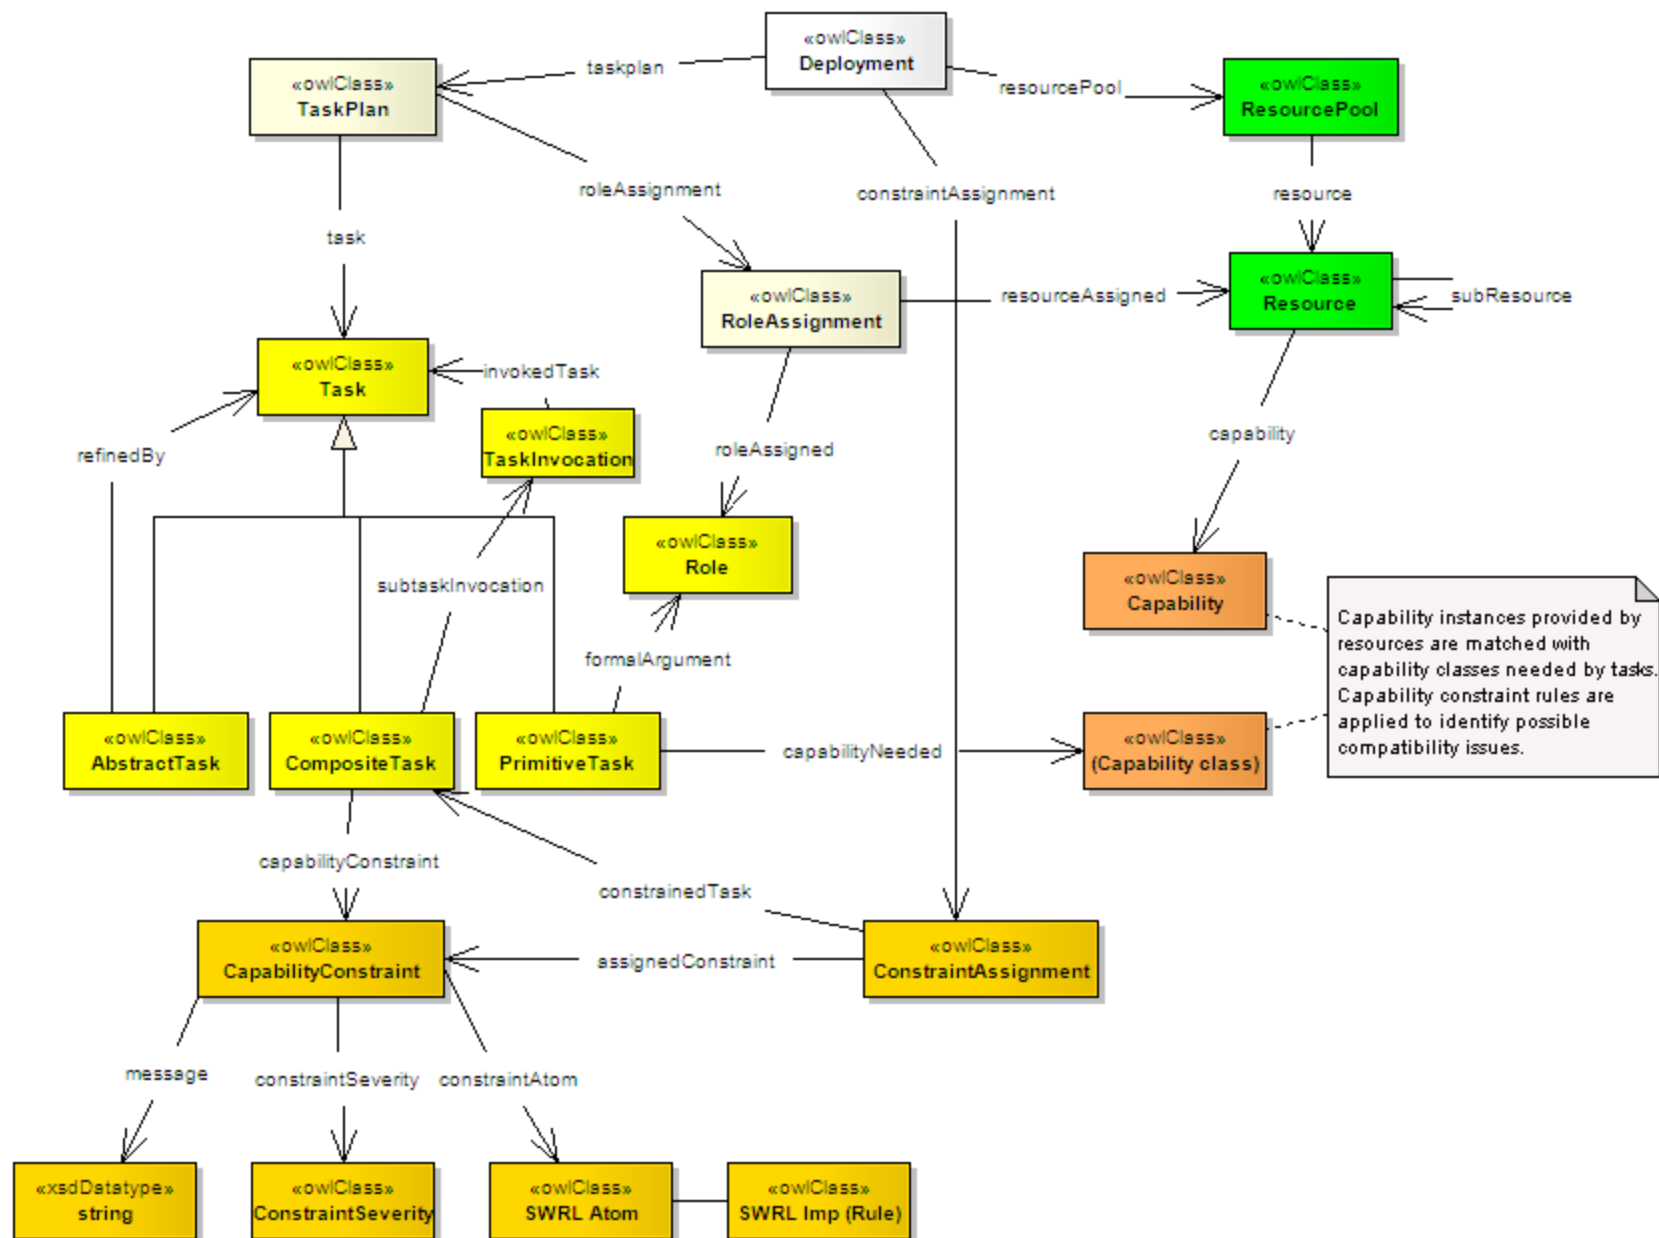 «owlClass»
Deployment
«owlClass»
TaskPlan
taskplan
resourcePool
«owlClass»
ResourcePool
roleAssignment
constraintAssignment
resource
task
«owlClass»
RoleAssignment
resourceAssigned
«owlClass»
Resource
subResource
«owlClass»
Task
invokedTask
«owlClass»
TaskInvocation
refinedBy
roleAssigned
capability
«owlClass»
Role
subtaskInvocation
«owlClass»
Capability
Capability instances provided by
resources are matched with
capability classes needed by tasks.
Capability constraint rules are
applied to identify possible
compatibility issues.
formalArgument
«owlClass»
AbstractTask
«owlClass»
CompositeTask
«owlClass»
PrimitiveTask
capabilityNeeded
«owlClass»
(Capability class)
capabilityConstraint
constrainedTask
«owlClass»
CapabilityConstraint
assignedConstraint
«owlClass»
ConstraintAssignment
message
constraintSeverity
constraintAtom
«xsdDatatype»
string
«owlClass»
ConstraintSeverity
«owlClass»
SWRL Atom
«owlClass»
SWRL Imp (Rule)